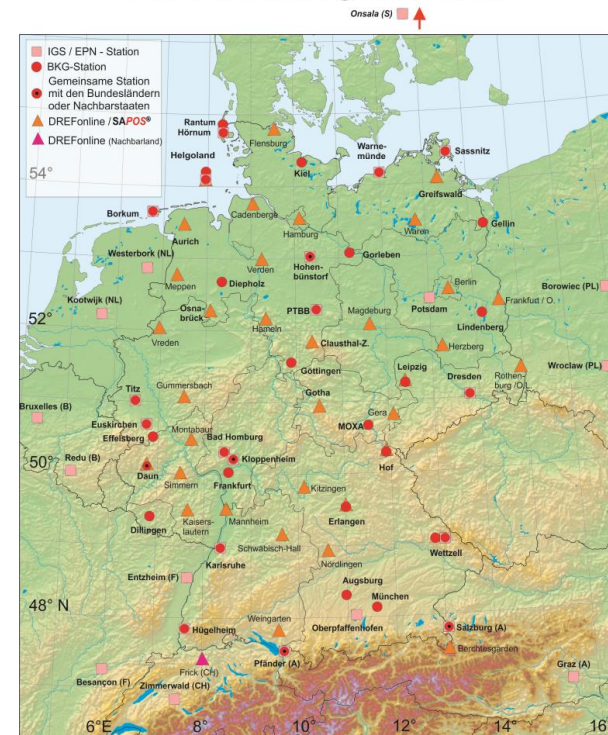 Onsala (S)
IGS / EPN - Station
BKG-Station
Gemeinsame Station
mit den Bundesländern
oder Nachbarstaaten
DREFonline / SAPOS®
DREFonline (Nachbarland)
Rantum
Hörnum
Flensburg
Helgoland
Kiel
Warne-
münde
Sassnitz
54°
Greifswald
Borkum
Cadenberge
Hamburg
Waren
Gellin
Aurich
Westerbork (NL)
Verden
Hohen-
bünstorf
Gorleben
Meppen
Diepholz
Berlin
Borowiec (PL)
Kootwijk (NL)
Potsdam
Frankfurt / O.
Osna-
brück
PTBB
Magdeburg
52°
Lindenberg
Vreden
Hameln
Clausthal-Z.
Herzberg
Göttingen
Leipzig
Dresden
Rothen-
burg /O.L.
Wroclaw (PL)
Titz
Gummersbach
Gotha
Gera
Bruxelles (B)
Euskirchen
Effelsberg
Montabaur
MOXA
Bad Homburg
Kloppenheim
Hof
50°
Redu (B)
Daun
Simmern
Frankfurt
Kitzingen
Dillingen
Kaisers-
lautern
Mannheim
Erlangen
Schwäbisch-Hall
Wettzell
Karlsruhe
Nördlingen
Entzheim (F)
Augsburg
München
48° N
Hügelheim
Weingarten
Oberpfaffenhofen
Salzburg (A)
Berchtesgaden
Frick (CH)
Pfänder (A)
Besançon (F)
Zimmerwald (CH)
Graz (A)
6°E
8°
10°
12°
14°
16°